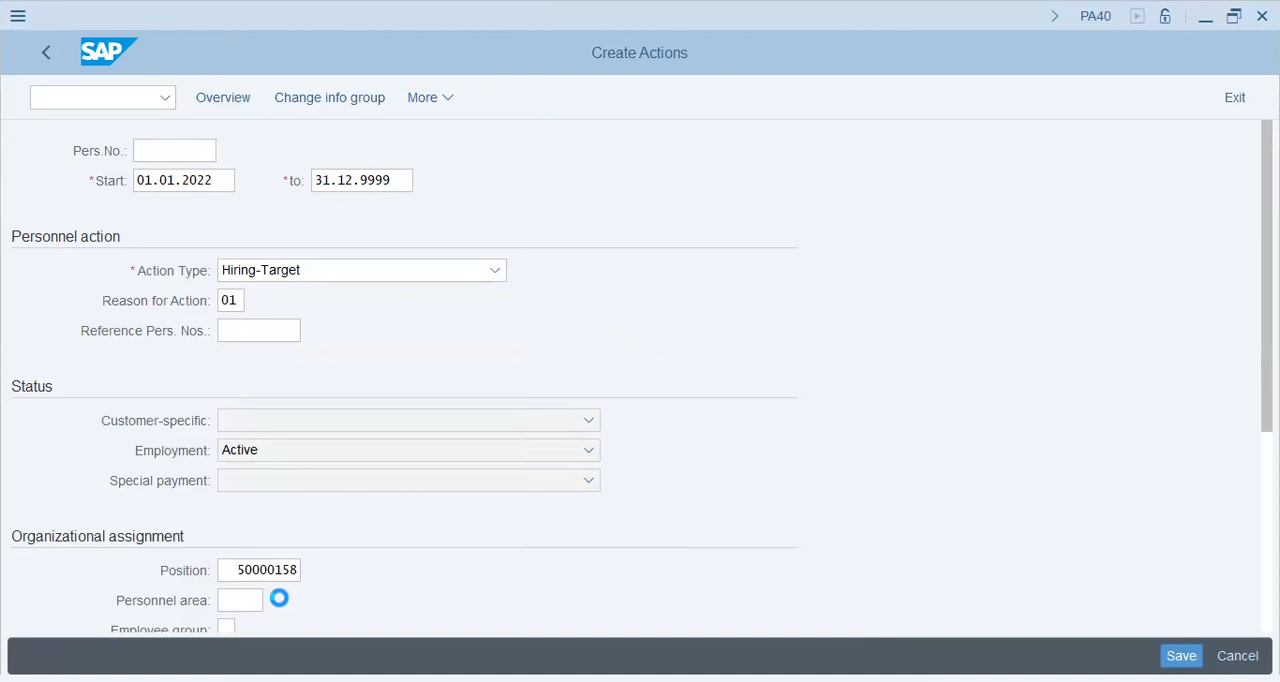 PA40
SAP
Create Actions
Overview Change info group More Exit
Pers.No.:
*Start: 01.01.2022 *to: 31.12.9999
Personnel action
*Action Type: Hiring-Target
Reason for Action: 01
Reference Pers. Nos.:
Status
Customer-specific:
Employment: Active
Special payment:
Organizational assignment
Position: 50000158
Personnel area:
Employee group:
Save Cancel